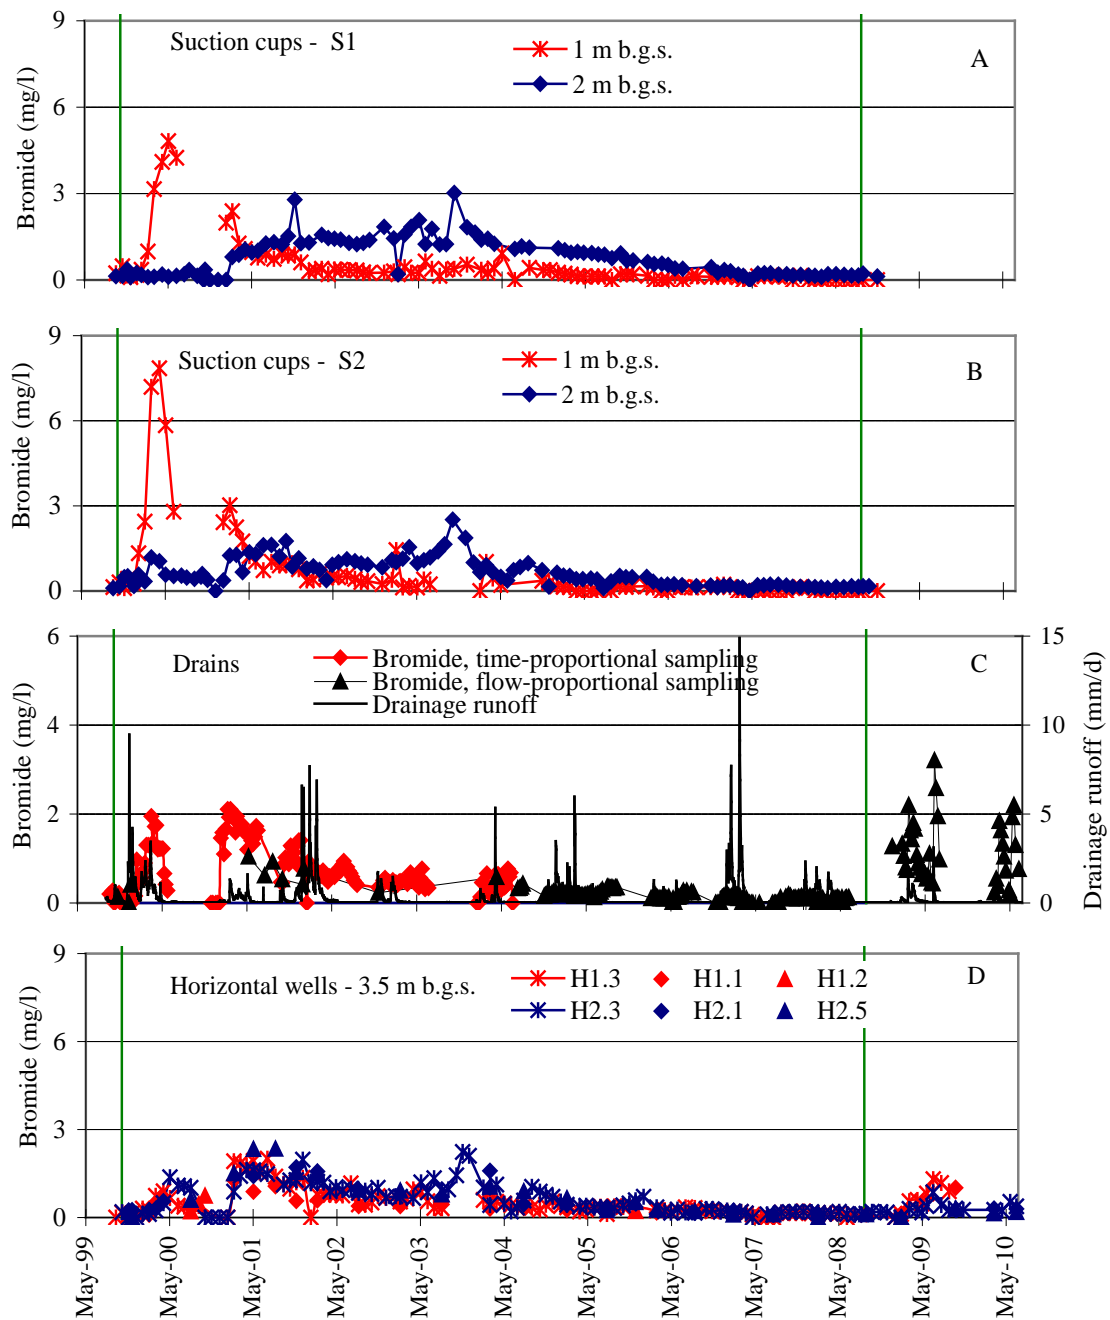 9
Suction cups - S1
1 m b.g.s.
A
2 m b.g.s.
6
Bromide (mg/l)
3
0
9
Suction cups - S2
1 m b.g.s.
B
2 m b.g.s.
6
Bromide (mg/l)
3
0
6
15
Drains
Bromide, time-proportional sampling
C
Bromide, flow-proportional sampling
Drainage runoff
4
10
Bromide (mg/l)
Drainage runoff (mm/d)
2
5
0
0
9
Horizontal wells - 3.5 m b.g.s.
H1.3 H1.1 H1.2
D
H2.3 H2.1 H2.5
6
Bromide (mg/l)
3
0
May-99 May-00 May-01 May-02 May-03 May-04 May-05 May-06 May-07 May-08 May-09 May-10